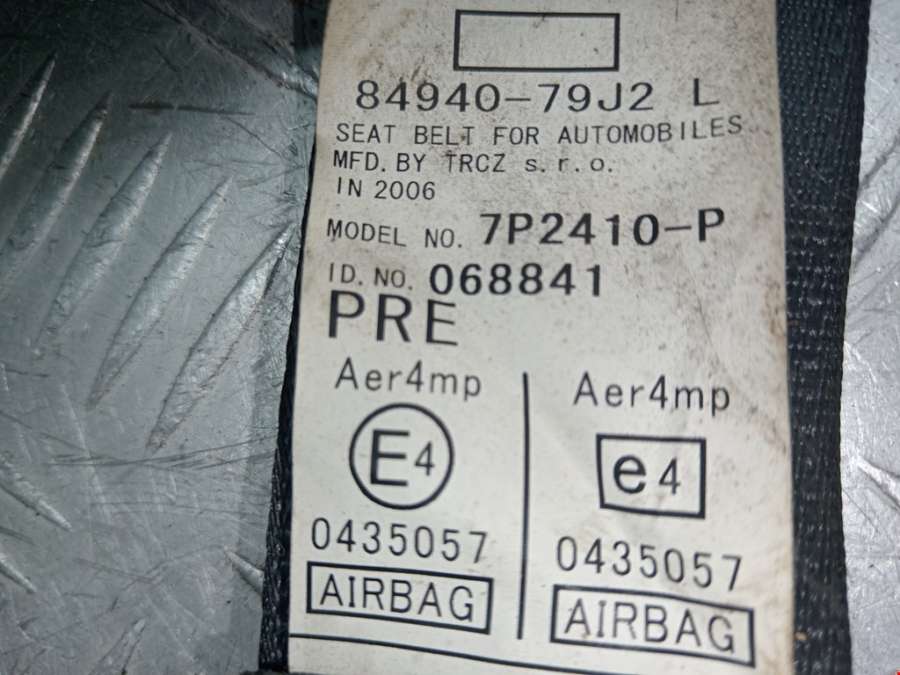 84940-79J2 L
SEAT BELT FOR AUTOMOBILES
MFD. BY TRCZ s.r.o.
IN 2006
MODEL NO. 7P2410-P
ID. NO. 068841
PRE
Aer4mp Aer4mp
E4 e4
0435057 0435057
AIRBAG AIRBAG